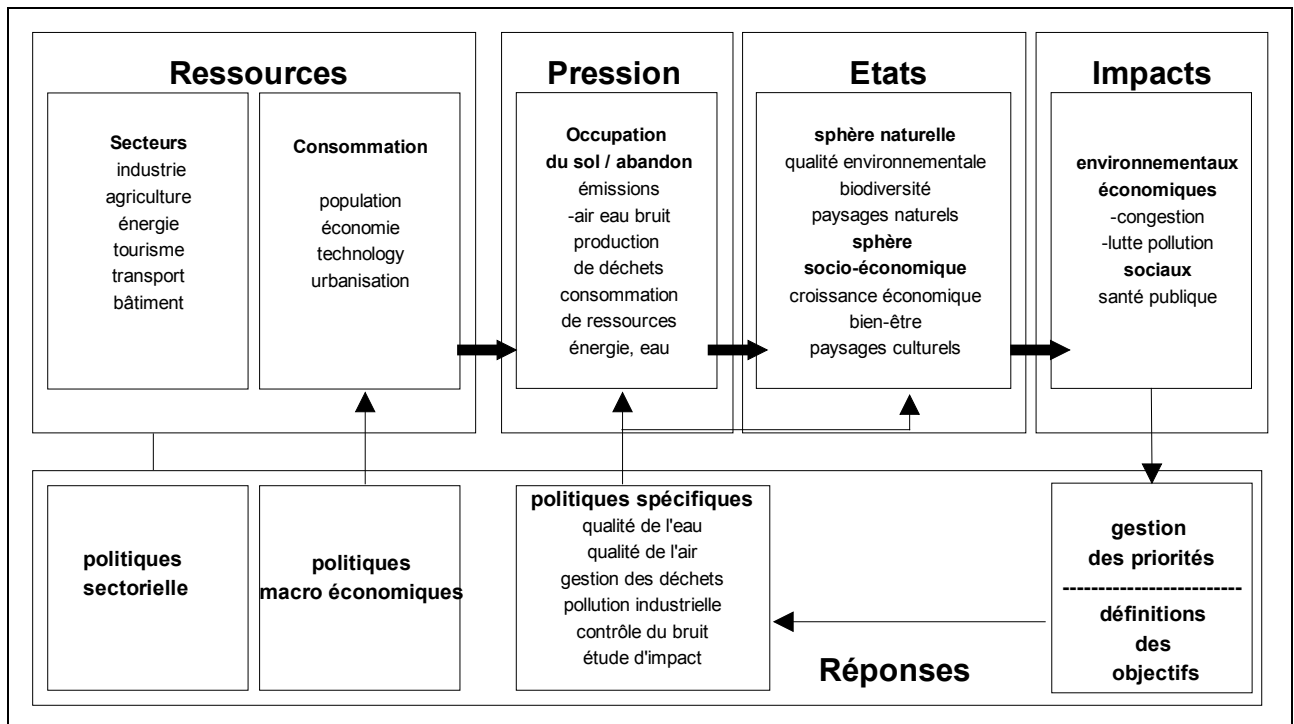 Ressources
Secteurs
industrie
agriculture
énergie
tourisme
transport
bâtiment
Consommation
population
économie
technology
urbanisation
Pression
Occupation
du sol / abandon
émissions
-air eau bruit
production
de déchets
consommation
de ressources
énergie, eau
Etats
sphère naturelle
qualité environnementale
biodiversité
paysages naturels
sphère
socio-économique
croissance économique
bien-être
paysages culturels
Impacts
environnementaux
économiques
-congestion
-lutte pollution
sociaux
santé publique
politiques
sectorielle
politiques
macro économiques
politiques spécifiques
qualité de l'eau
qualité de l'air
gestion des déchets
pollution industrielle
contrôle du bruit
étude d'impact
Réponses
gestion
des priorités
--------------------------
définitions
des
objectifs